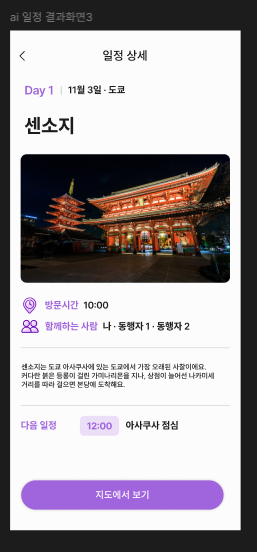 ai 일정 결과화면3
일정 상세
Day 1 | 11월 3일 · 도쿄
센소지
방문시간 10:00
함께하는 사람 나 · 동행자 1 · 동행자 2
센소지는 도쿄 아사쿠사에 있는 도쿄에서 가장 오래된 사찰이에요.
커다란 붉은 등롱이 걸린 가미나리몬을 지나, 상점이 늘어선 나카미세
거리를 따라 걸으면 본당에 도착해요.
다음 일정 12:00 아사쿠사 점심
지도에서 보기